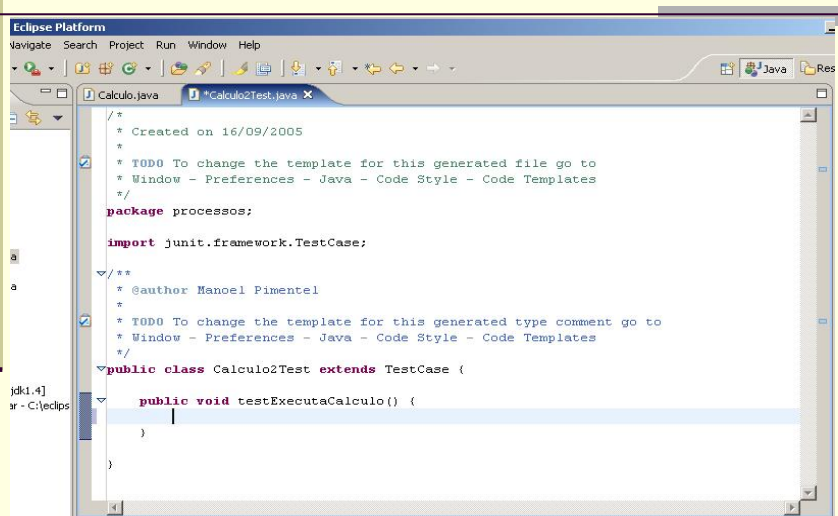 Eclipse Platform
Navigate Search Project Run Window Help
Java Res
Calculo.java *Calculo2Test.java
/*
* Created on 16/09/2005
*
* TODO To change the template for this generated file go to
* Window - Preferences - Java - Code Style - Code Templates
*/
package processos;
import junit.framework.TestCase;
/**
* @author Manoel Pimentel
*
* TODO To change the template for this generated type comment go to
* Window - Preferences - Java - Code Style - Code Templates
*/
public class Calculo2Test extends TestCase {
public void testExecutaCalculo() {
}
}
a
a
jdk1.4]
ar - C:\eclips